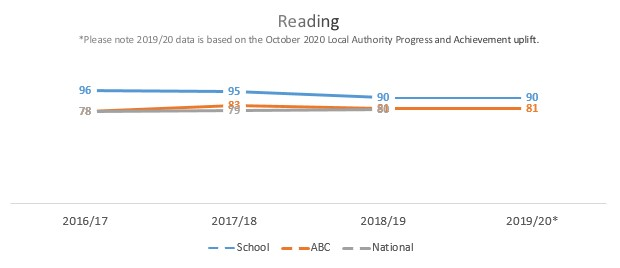 Reading
*Please note 2019/20 data is based on the October 2020 Local Authority Progress and Achievement uplift.
96 95 90 90
78 83 81
79
2016/17 2017/18 2018/19 2019/20*
School ABC National